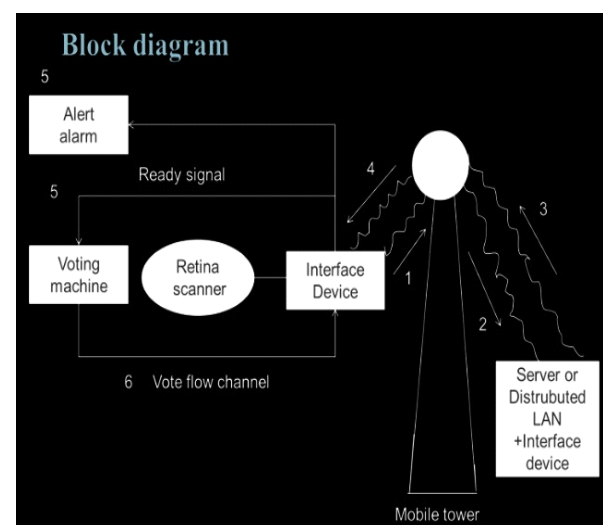 Block diagram
5
Alert
alarm
Ready signal
5
4
3
Voting
machine
Retina
scanner
Interface
Device
1
2
6 Vote flow channel
Server or
Distrubuted
LAN
+Interface
device
Mobile tower